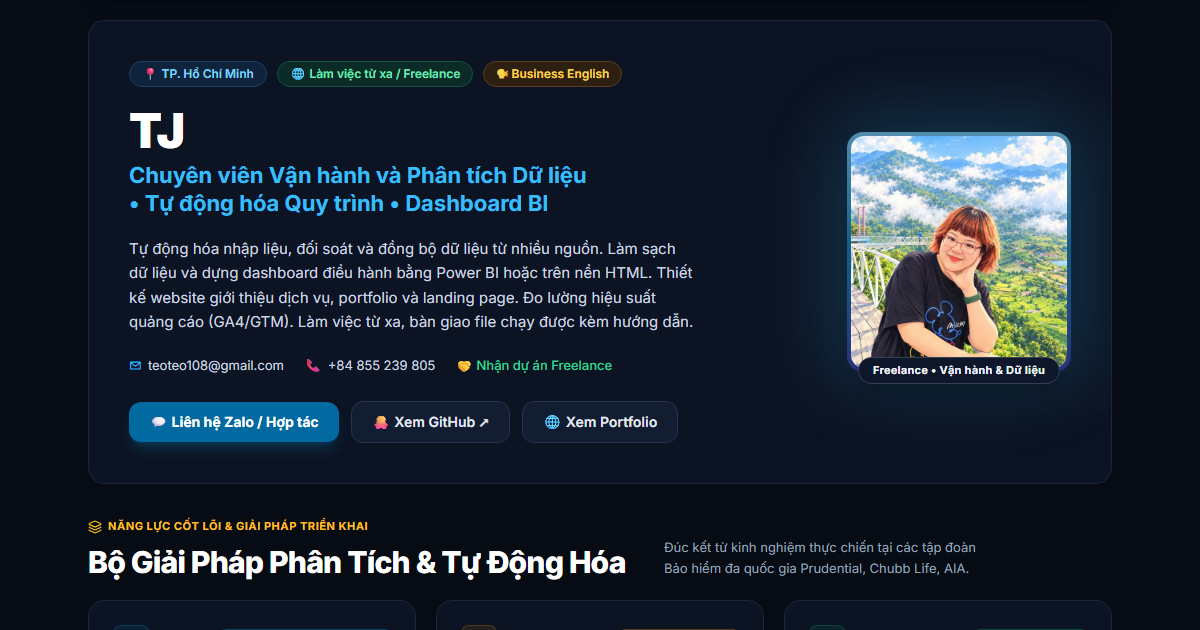 TP. Hồ Chí Minh
Làm việc từ xa / Freelance
Business English
TJ
Chuyên viên Vận hành và Phân tích Dữ liệu
• Tự động hóa Quy trình • Dashboard BI
Tự động hóa nhập liệu, đối soát và đồng bộ dữ liệu từ nhiều nguồn. Làm sạch
dữ liệu và dựng dashboard điều hành bằng Power BI hoặc trên nền HTML. Thiết
kế website giới thiệu dịch vụ, portfolio và landing page. Đo lường hiệu suất
quảng cáo (GA4/GTM). Làm việc từ xa, bàn giao file chạy được kèm hướng dẫn.
teoteo108@gmail.com
+84 855 239 805
Nhận dự án Freelance
Liên hệ Zalo / Hợp tác
Xem GitHub ↗
Xem Portfolio
Freelance • Vận hành & Dữ liệu
NĂNG LỰC CỐT LÕI & GIẢI PHÁP TRIỂN KHAI
Bộ Giải Pháp Phân Tích & Tự Động Hóa
Đúc kết từ kinh nghiệm thực chiến tại các tập đoàn
Bảo hiểm đa quốc gia Prudential, Chubb Life, AIA.